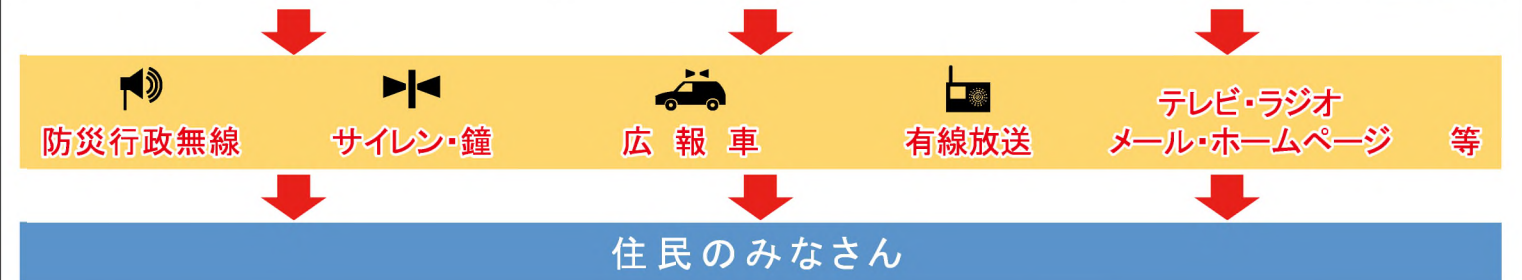 テレビ・ラジオ
防災行政無線 サイレン・鐘 広報車 有線放送 メール・ホームページ 等
住民のみなさん